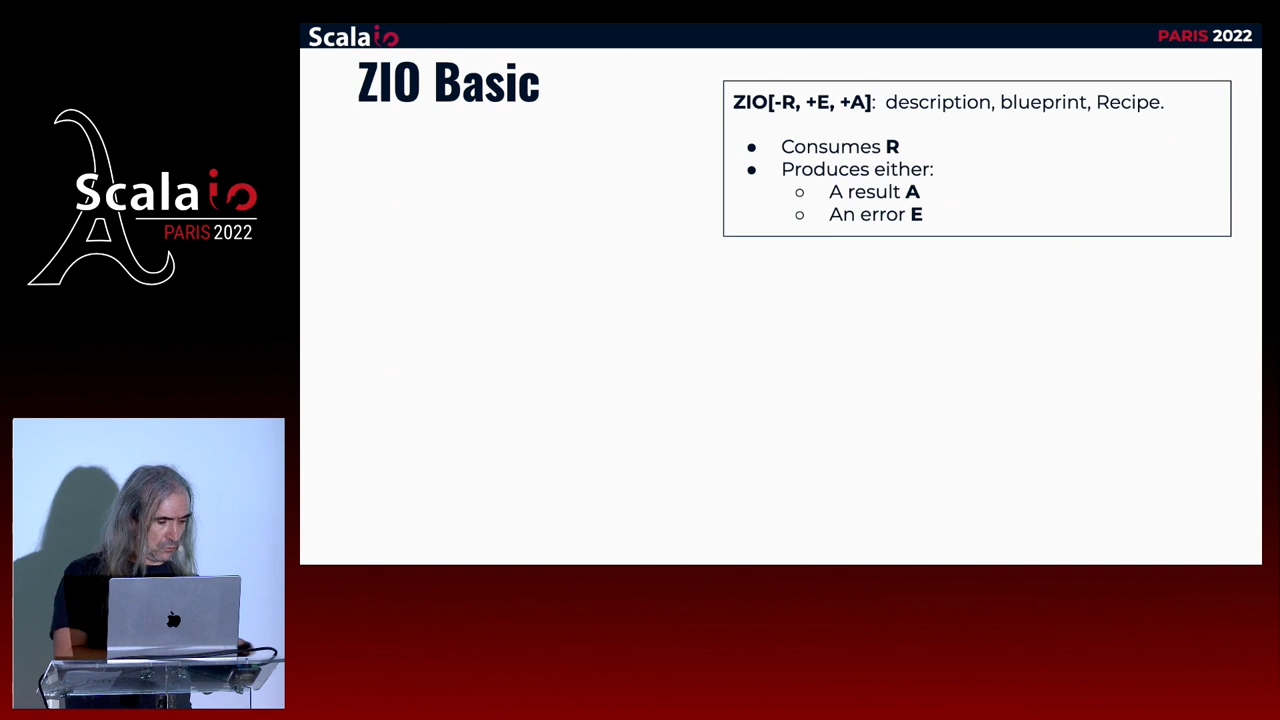 Scalaio
PARIS 2022
Scalaio
PARIS 2022
ZIO Basic
ZIO[-R, +E, +A]: description, blueprint, Recipe.
● Consumes R
● Produces either:
○ A result A
○ An error E